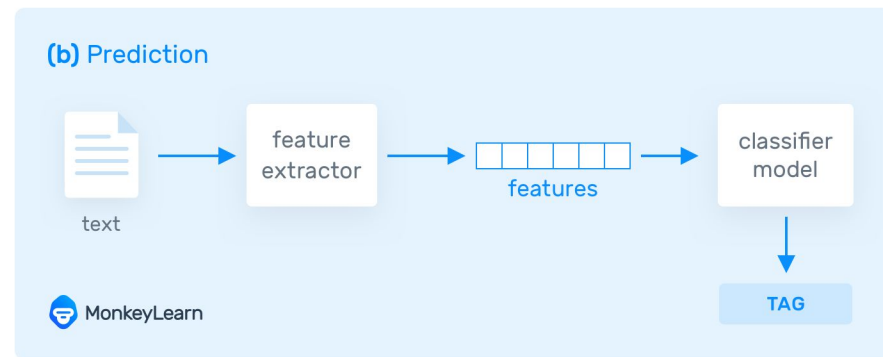 (b) Prediction
feature
extractor
classifier
model
features
text
TAG
MonkeyLearn